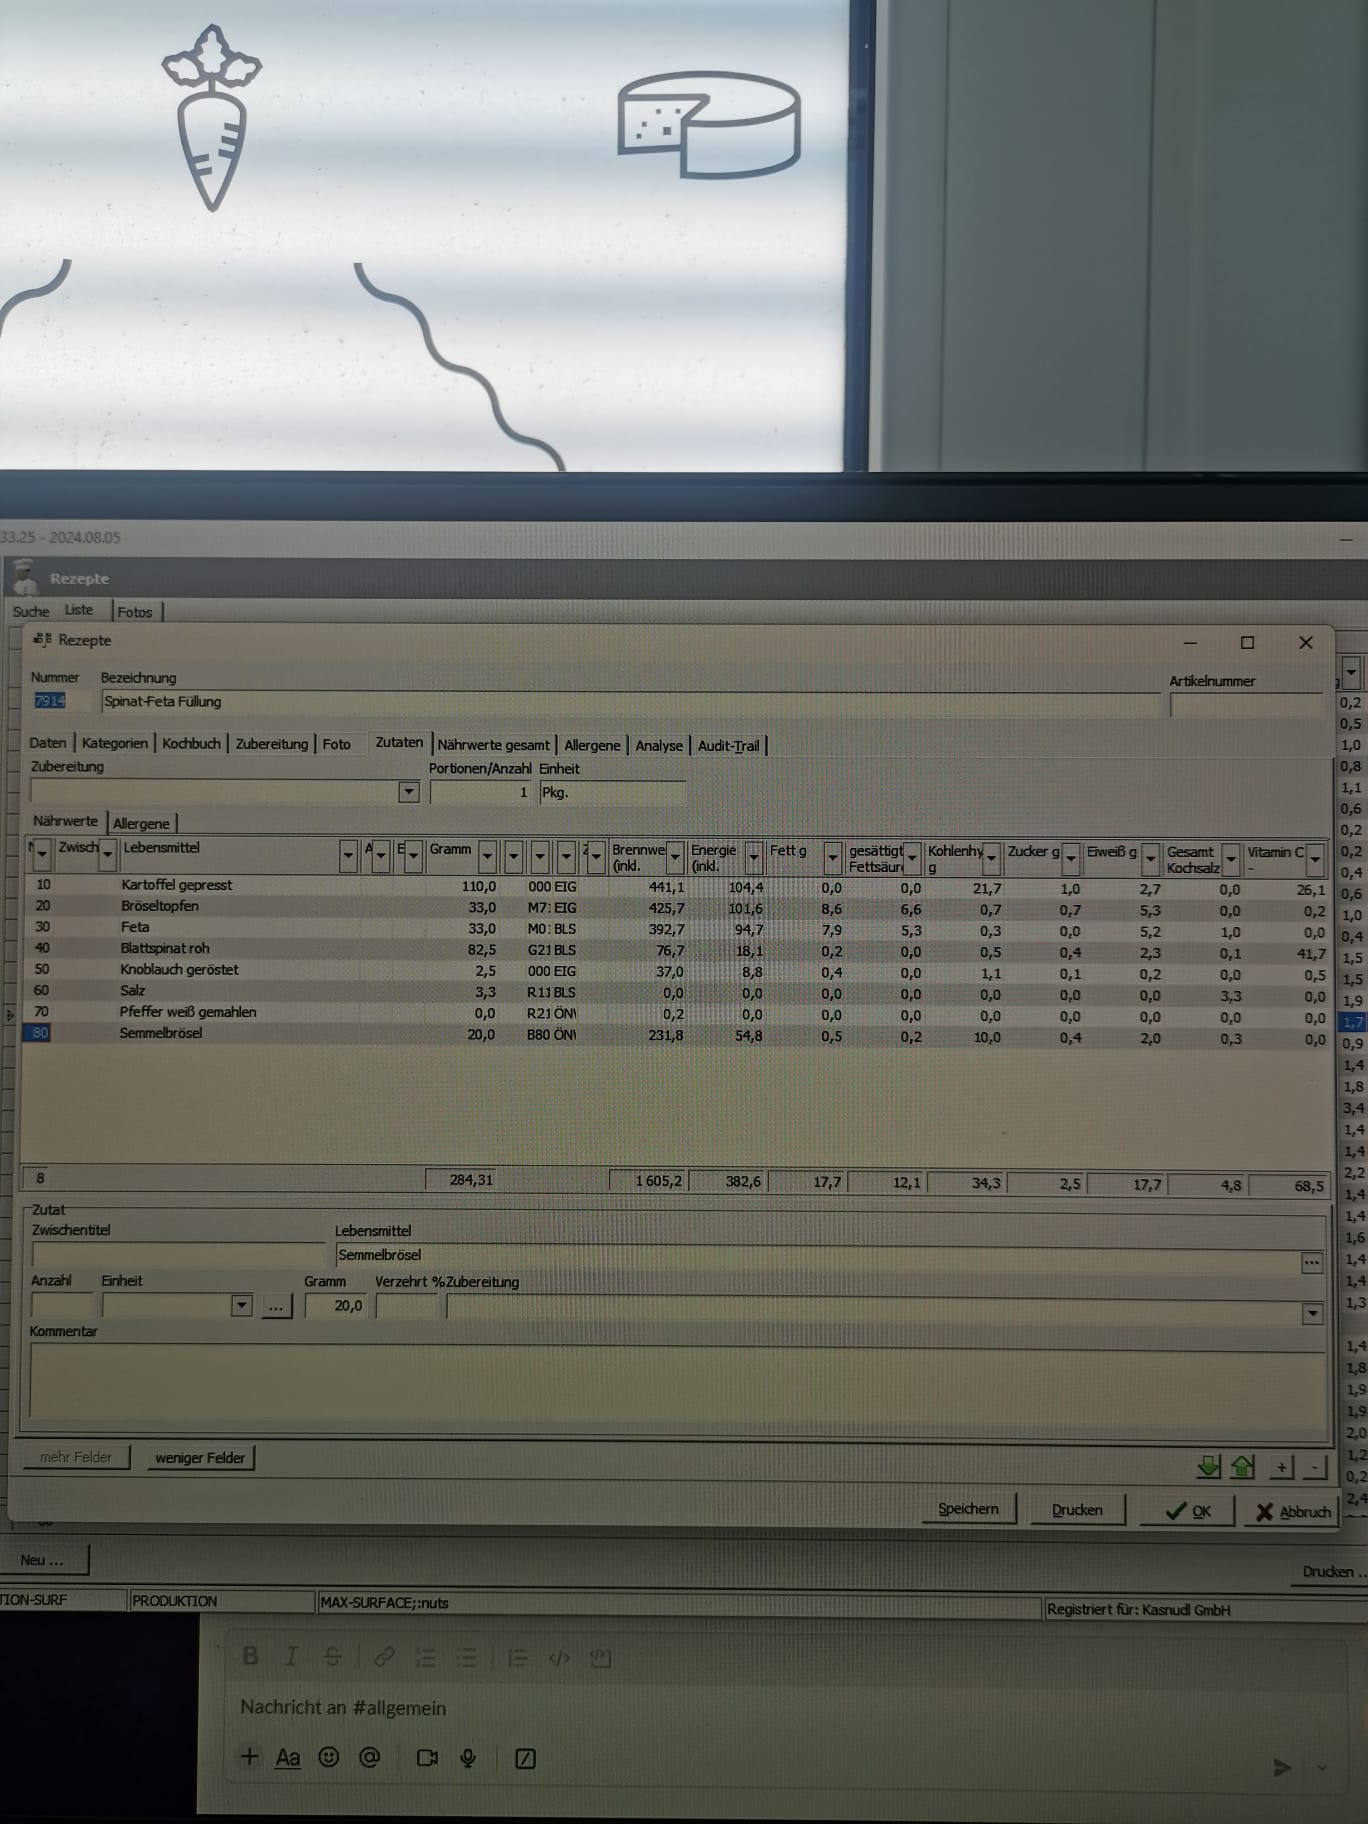 33.25 - 2024.08.05
Rezepte
Suche Liste Fotos
Rezepte
Nummer Bezeichnung Artikelnummer
7914 Spinat-Feta Füllung
Daten Kategorien Kochbuch Zubereitung Foto Zutaten Nährwerte gesamt Allergene Analyse Audit-Trail
Zubereitung Portionen/Anzahl Einheit
1 Pkg.
Nährwerte Allergene
Zwisch Lebensmittel A E Gramm Z Brennwe (inkl. Energie (inkl. Fett g gesättigt Fettsäur Kohlenhy g Zucker g Eiweiß g Gesamt Kochsalz Vitamin C -
10 Kartoffel gepresst 110,0 000 EIG 441,1 104,4 0,0 0,0 21,7 1,0 2,7 0,0 26,1
20 Bröseltopfen 33,0 M7: EIG 425,7 101,6 8,6 6,6 0,7 0,7 5,3 0,0 0,2
30 Feta 33,0 M0: BLS 392,7 94,7 7,9 5,3 0,3 0,0 5,2 1,0 0,0
40 Blattspinat roh 82,5 G21 BLS 76,7 18,1 0,2 0,0 0,5 0,4 2,3 0,1 41,7
50 Knoblauch geröstet 2,5 000 EIG 37,0 8,8 0,4 0,0 1,1 0,1 0,2 0,0 0,5
60 Salz 3,3 R11 BLS 0,0 0,0 0,0 0,0 0,0 0,0 0,0 3,3 0,0
70 Pfeffer weiß gemahlen 0,0 R21 ÖN 0,2 0,0 0,0 0,0 0,0 0,0 0,0 0,0 0,0
80 Semmelbrösel 20,0 B80 ÖN 231,8 54,8 0,5 0,2 10,0 0,4 2,0 0,3 0,0
8 284,31 1 605,2 382,6 17,7 12,1 34,3 2,5 17,7 4,8 68,5
Zutat
Zwischentitel Lebensmittel
Semmelbrösel ...
Anzahl Einheit Gramm Verzehrt % Zubereitung
... 20,0
Kommentar
mehr Felder weniger Felder + -
Speichern Drucken OK Abbruch
0,2
0,5
1,0
0,8
1,1
0,6
0,2
0,2
0,4
0,6
1,0
0,4
1,5
1,5
1,9
1,7
0,9
1,4
1,8
3,4
1,4
1,4
2,2
1,4
1,4
1,6
1,4
1,4
1,3
1,4
1,8
1,9
1,9
2,0
1,2
0,2
2,4
Neu ... Drucken ..
TION-SURF PRODUKTION MAX-SURFACE;:nuts Registriert für: Kasnudl GmbH
B I S
Nachricht an #allgemein
+ Aa @